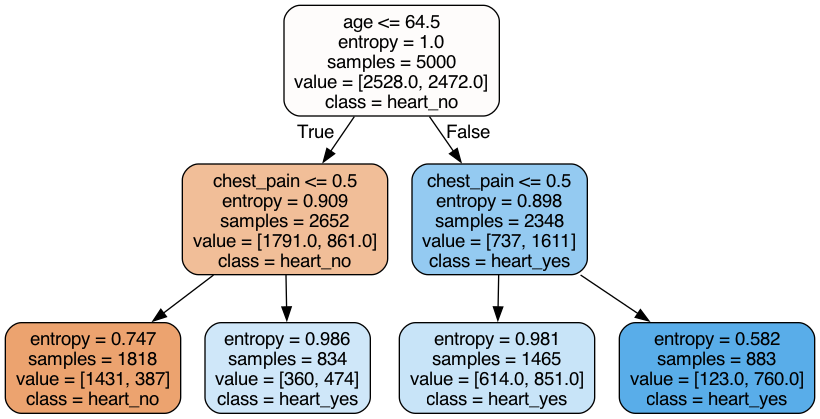 age <= 64.5
entropy = 1.0
samples = 5000
value = [2528.0, 2472.0]
class = heart_no
True
False
chest_pain <= 0.5
entropy = 0.909
samples = 2652
value = [1791.0, 861.0]
class = heart_no
chest_pain <= 0.5
entropy = 0.898
samples = 2348
value = [737, 1611]
class = heart_yes
entropy = 0.747
samples = 1818
value = [1431, 387]
class = heart_no
entropy = 0.986
samples = 834
value = [360, 474]
class = heart_yes
entropy = 0.981
samples = 1465
value = [614.0, 851.0]
class = heart_yes
entropy = 0.582
samples = 883
value = [123.0, 760.0]
class = heart_yes